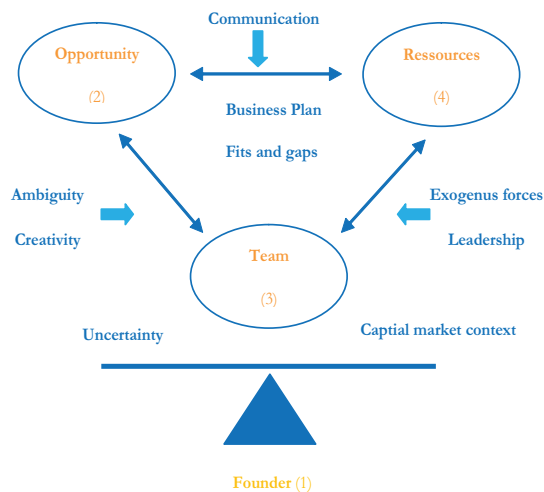 Communication
Opportunity
(2)
Ressources
(4)
Business Plan
Fits and gaps
Ambiguity
Creativity
Exogenus forces
Leadership
Team
(3)
Uncertainty
Captial market context
Founder (1)